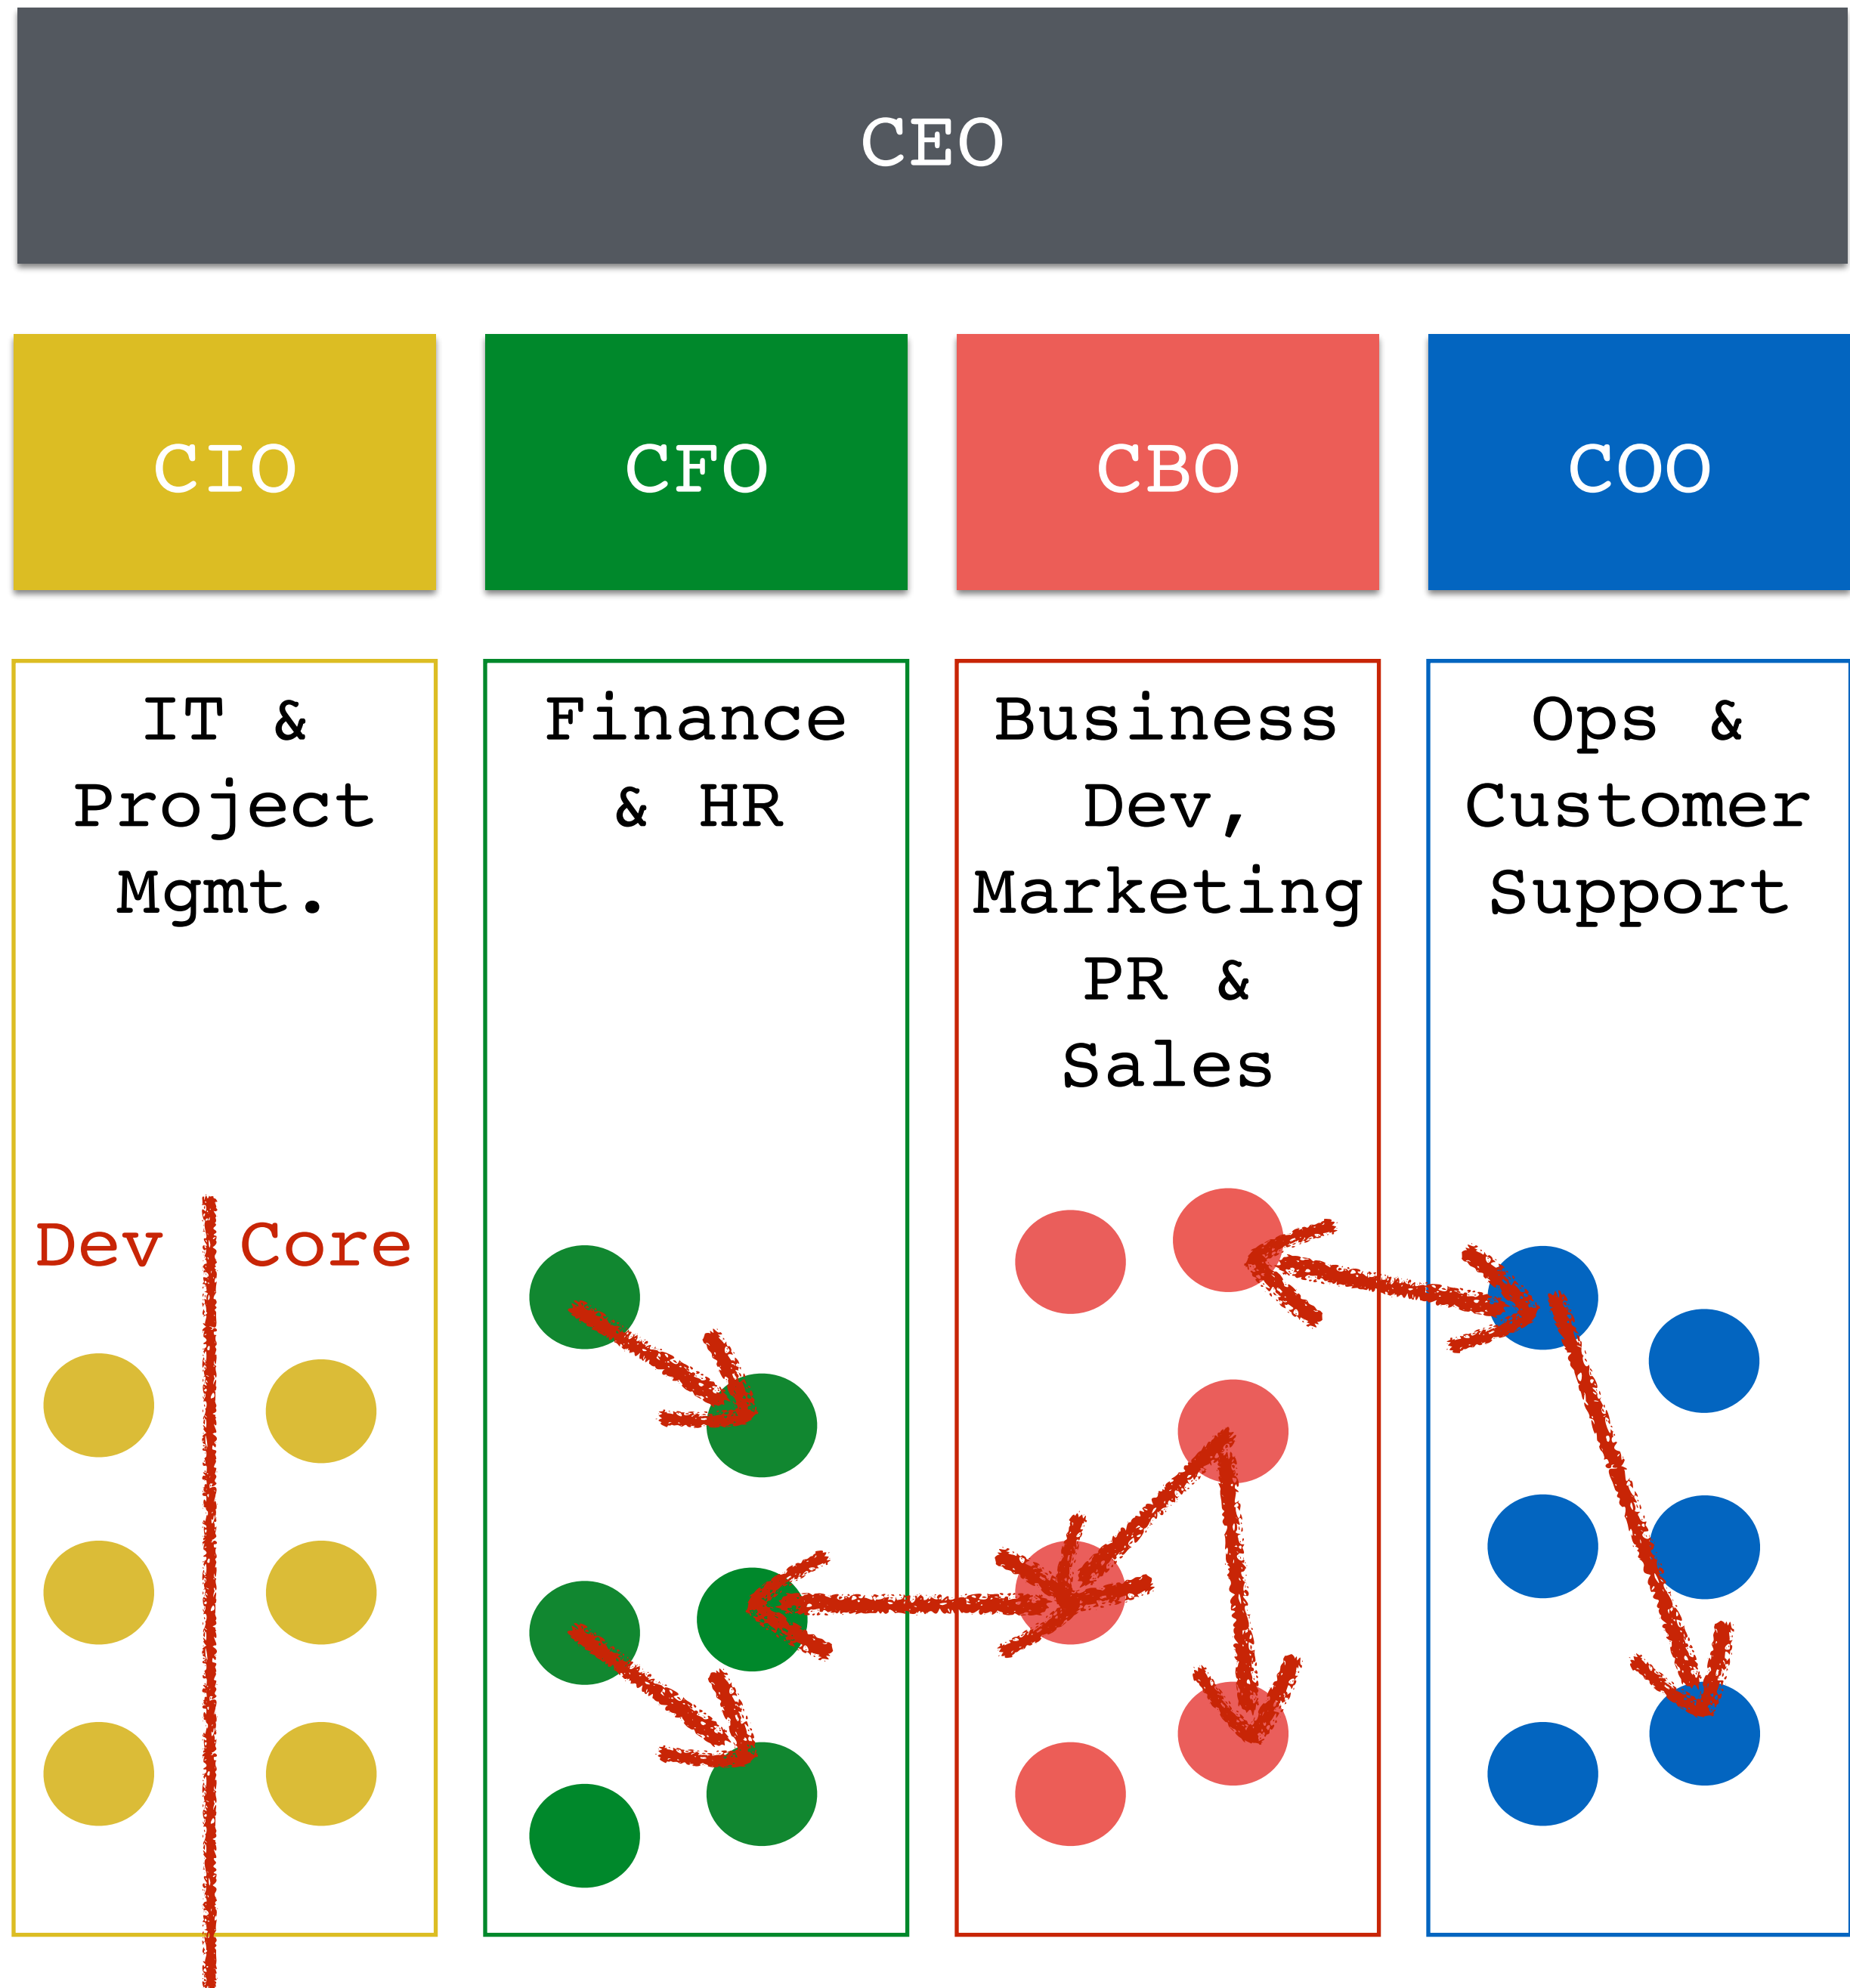 CEO
CIO
CFO
CBO
COO
IT &
Project
Mgmt.
Finance
& HR
Business
Dev,
Marketing
PR &
Sales
Ops &
Customer
Support
Dev
Core